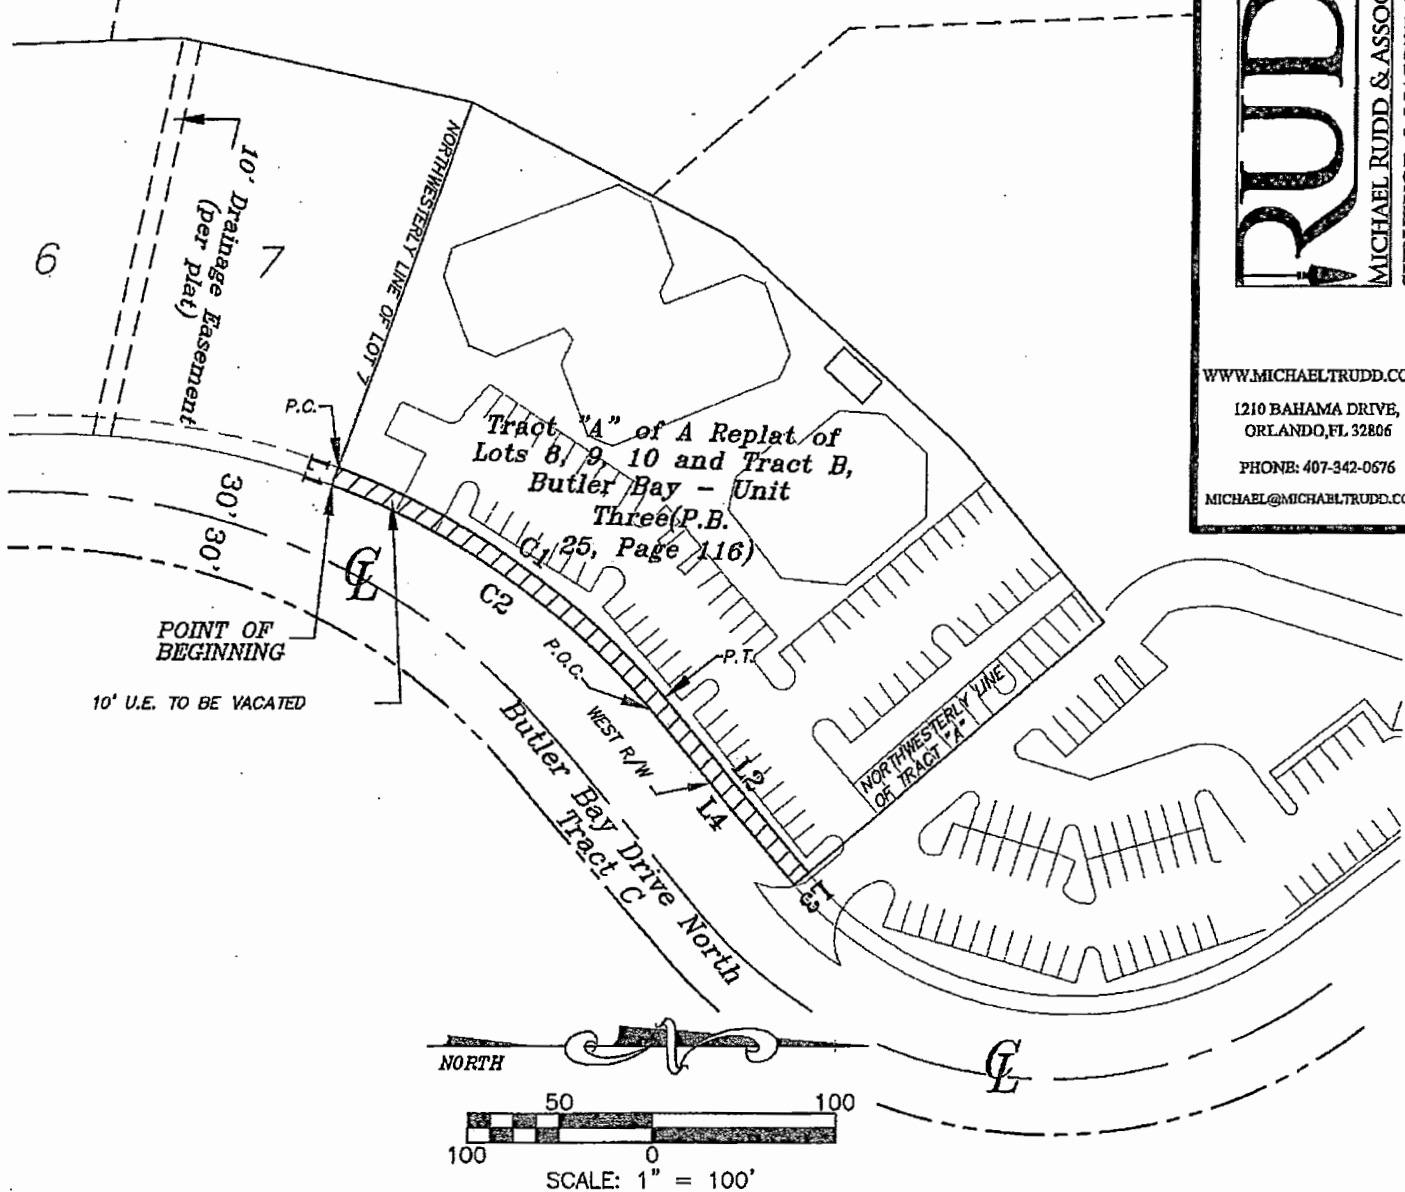 6
7
10' Drainage Easement
(per plat)
NORTHWESTERLY LINE OF LOT 7
P.C.
Tract "A" of A Replat of
Lots 8, 9, 10 and Tract B,
Butler Bay - Unit
Three(P.B.
25, Page 116)
C1
C2
L1
30'
30'
CL
POINT OF
BEGINNING
10' U.E. TO BE VACATED
P.O.C.
P.T.
WEST R/W
L2
L4
L3
NORTHWESTERLY LINE
OF TRACT "A"
Butler Bay Drive North
Tract C
CL
NORTH
50 100
100 0
SCALE: 1" = 100'
RUD
MICHAEL RUDD & ASSOC
WWW.MICHAELTRUDD.CO
1210 BAHAMA DRIVE,
ORLANDO,FL 32806
PHONE: 407-342-0676
MICHAEL@MICHAELTRUDD.CO